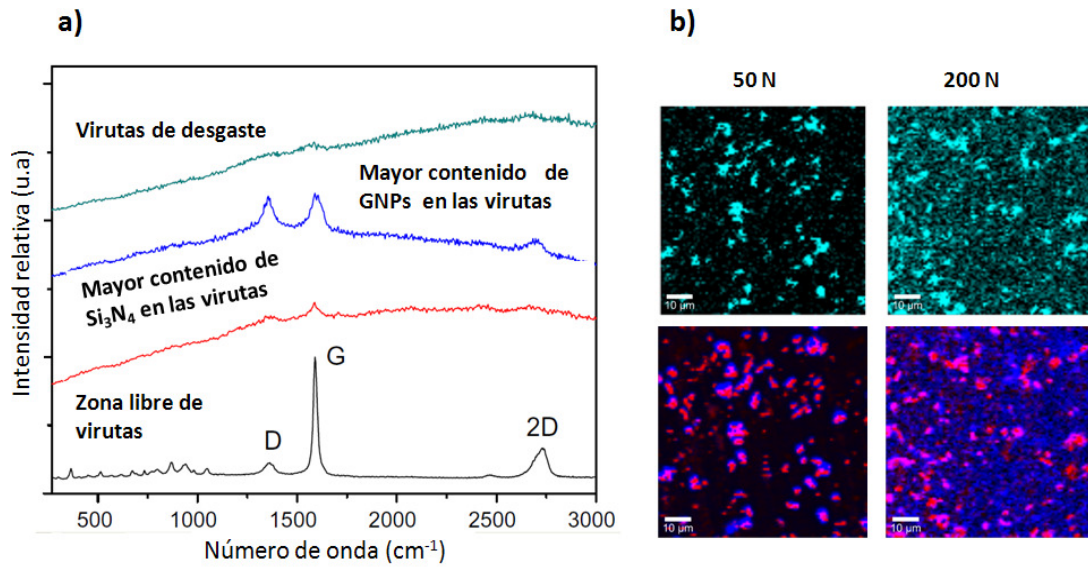 a)
Intensidad relativa (u.a)
Virutas de desgaste
Mayor contenido de
GNPs en las virutas
Mayor contenido de
Si₃N₄ en las virutas
Zona libre de
virutas
D
G
2D
500
1000
1500
2000
2500
3000
Número de onda (cm⁻¹)
b)
50 N
200 N
10 µm
10 µm
10 µm
10 µm